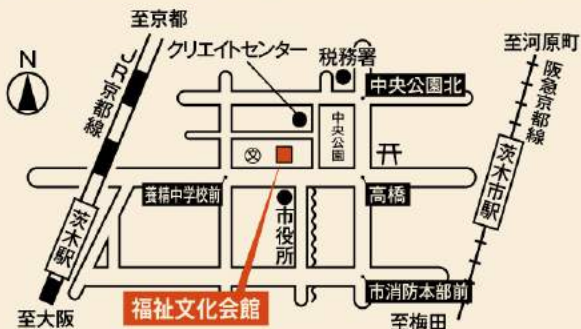 至京都
N
JR京都線
クリエイトセンター
税務署
至河原町
中央公園北
阪急京都線
中央公園
文
茨木市駅
養精中学校前
高橋
茨木駅
市役所
市消防本部前
至大阪
福祉文化会館
至梅田